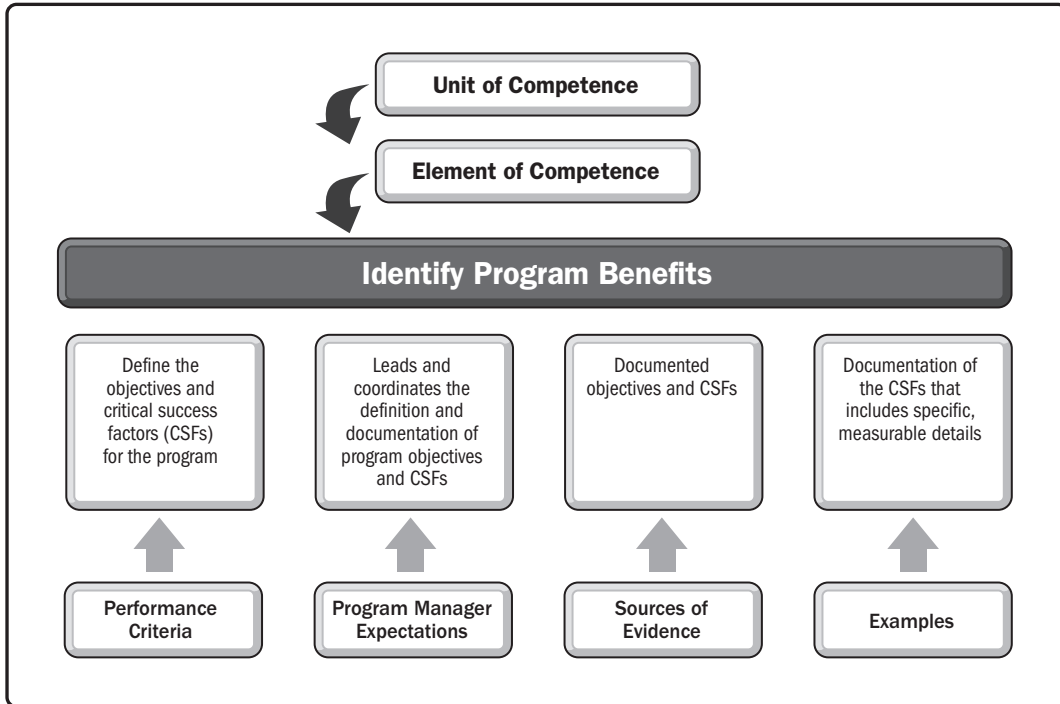 Unit of Competence
Element of Competence
Identify Program Benefits
Define the
objectives and
critical success
factors (CSFs)
for the program
Leads and
coordinates the
definition and
documentation of
program objectives
and CSFs
Documented
objectives and CSFs
Documentation of
the CSFs that
includes specific,
measurable details
Performance
Criteria
Program Manager
Expectations
Sources of
Evidence
Examples